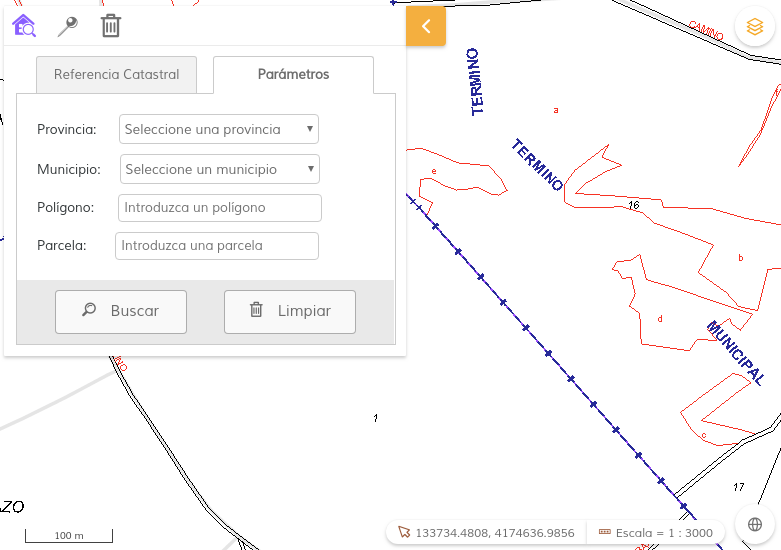 Referencia Catastral
Parámetros
Provincia:
Seleccione una provincia
Municipio:
Seleccione un municipio
Polígono:
Introduzca un polígono
Parcela:
Introduzca una parcela
Buscar
Limpiar
CAMINO
TERMINO
a
TERMINO
e
16
b
d
MUNICIPAL
c
1
17
NO
AZO
100 m
133734.4808, 4174636.9856
Escala = 1 : 3000